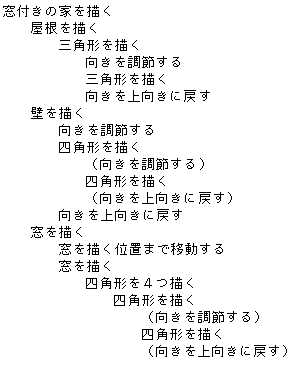 窓付きの家を描く
屋根を描く
三角形を描く
向きを調節する
三角形を描く
向きを上向きに戻す
壁を描く
向きを調節する
四角形を描く
（向きを調節する）
四角形を描く
（向きを上向きに戻す）
向きを上向きに戻す
窓を描く
窓を描く位置まで移動する
窓を描く
四角形を４つ描く
四角形を描く
（向きを調節する）
四角形を描く
（向きを上向きに戻す）